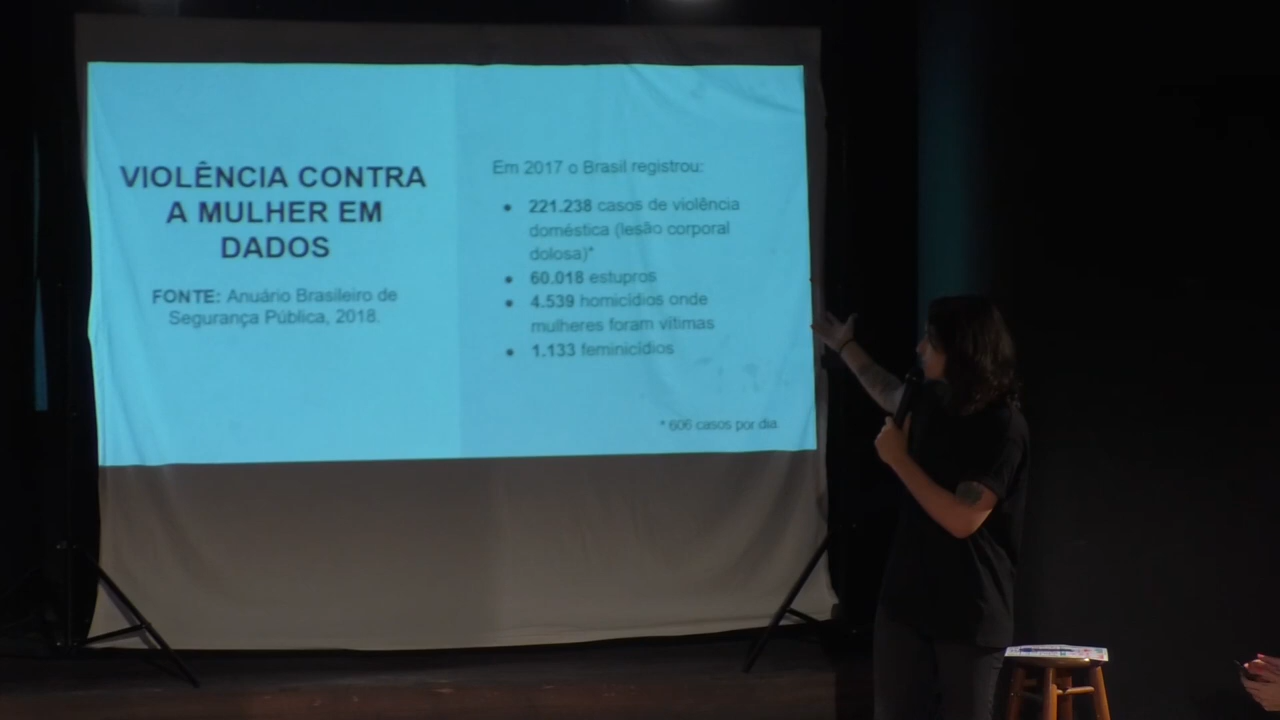 VIOLÊNCIA CONTRA
A MULHER EM
DADOS
FONTE: Anuário Brasileiro de
Segurança Pública, 2018.
Em 2017 o Brasil registrou:
• 221.238 casos de violência
doméstica (lesão corporal
dolosa)*
• 60.018 estupros
• 4.539 homicídios onde
mulheres foram vítimas
• 1.133 feminicídios
* 606 casos por dia.